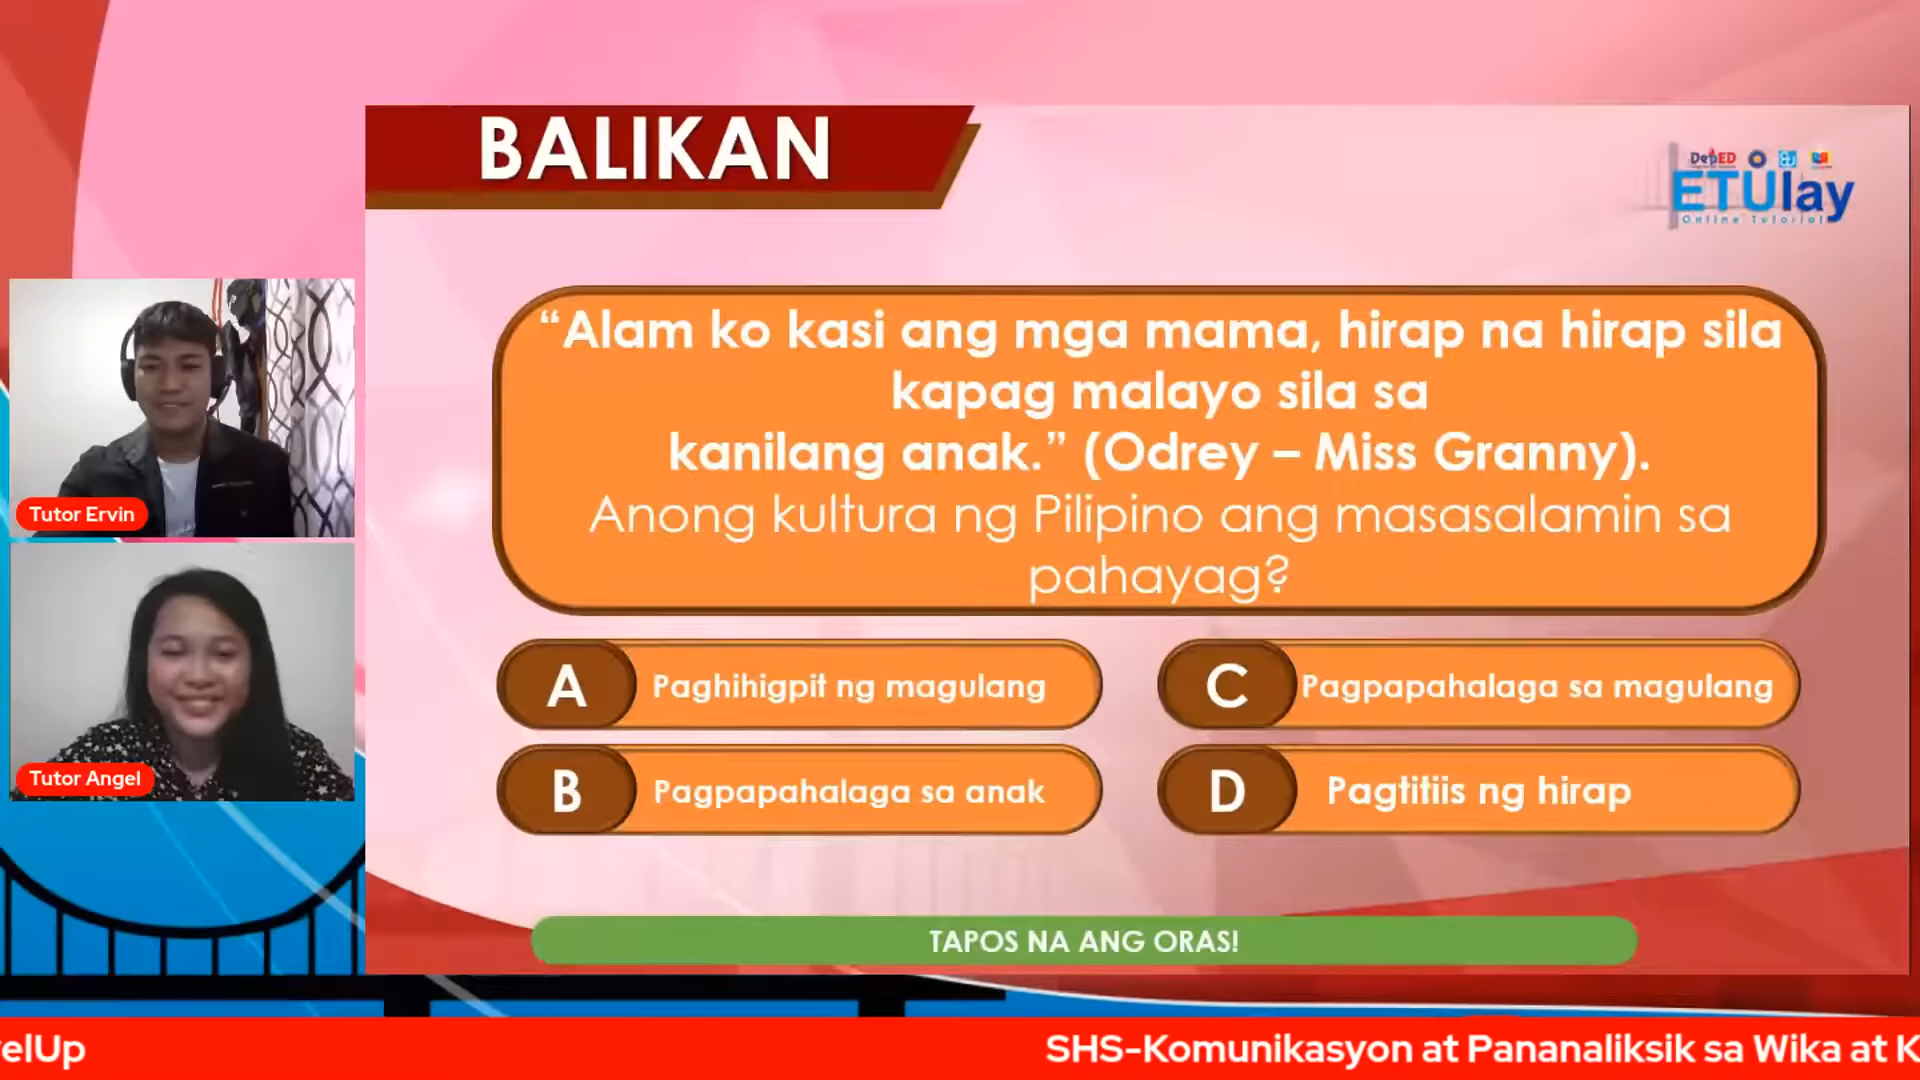 BALIKAN
DepED
ETUlay
Online Tutorial
“Alam ko kasi ang mga mama, hirap na hirap sila
kapag malayo sila sa
kanilang anak.” (Odrey – Miss Granny).
Anong kultura ng Pilipino ang masasalamin sa
pahayag?
A Paghihigpit ng magulang
B Pagpapahalaga sa anak
C Pagpapahalaga sa magulang
D Pagtitiis ng hirap
TAPOS NA ANG ORAS!
Tutor Ervin
Tutor Angel
elUp
SHS-Komunikasyon at Pananaliksik sa Wika at K